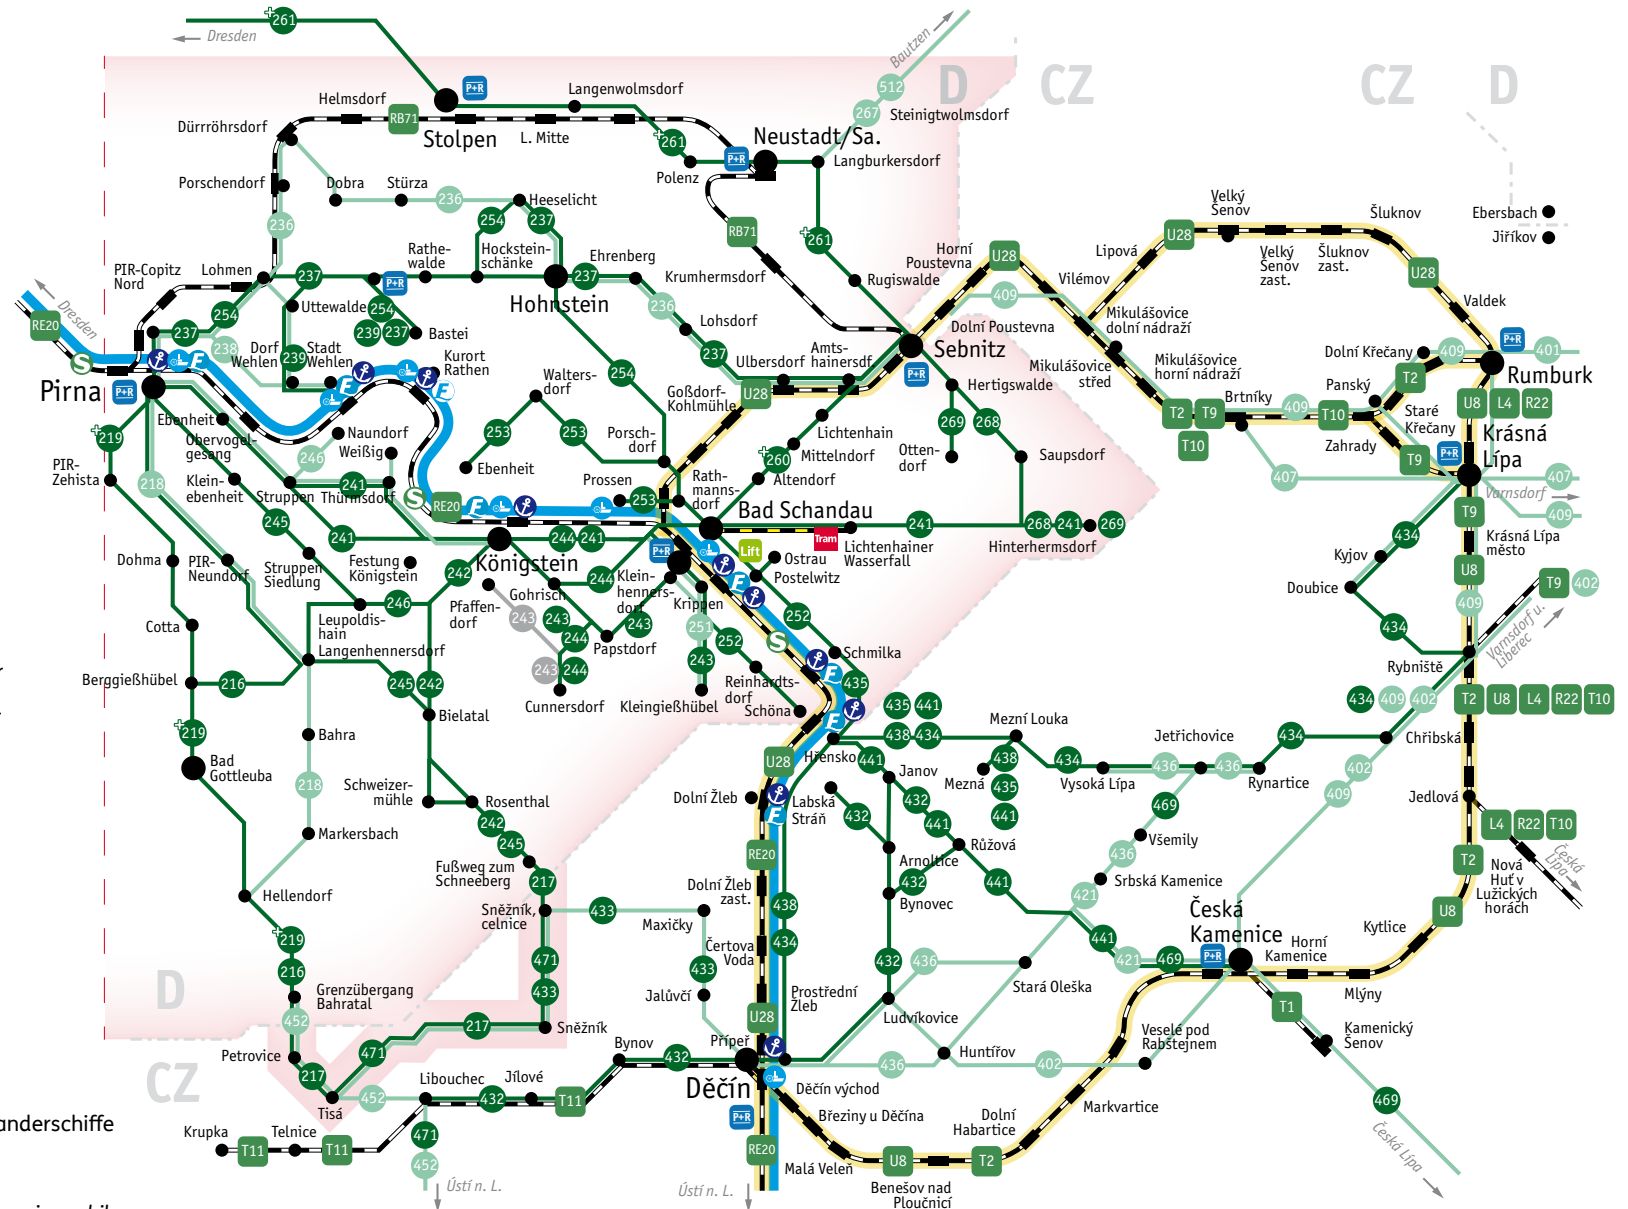 +261
Dresden
Bautzen
D
CZ
CZ
D
512
267
Steinigtwolmsdorf
P+R
Langenwolmsdorf
Helmsdorf
RB71
Stolpen
L. Mitte
Dürrröhrsdorf
+261
Neustadt/Sa.
P+R
Langburkersdorf
Polenz
Porschendorf
Dobra
Stürza
236
Heeselicht
254
237
236
RB71
+261
Velký
Šenov
Šluknov
Ebersbach
Jiříkov
U28
Velký
Šenov
zast.
Šluknov
zast.
U28
Lipová
Valdek
Horní
Poustevna
U28
Vilémov
409
Rathe-
walde
Hockstein-
schänke
Ehrenberg
Krumhermsdorf
Rugiswalde
PIR-Copitz
Nord
Lohmen
237
P+R
237
Hohnstein
236
Dresden
RE20
S
Uttewalde
254
239
237
Bastei
254
237
238
Lohsdorf
237
Dolní Poustevna
Mikulášovice
dolní nádraží
P+R
Dolní Křečany
409
401
Rumburk
Dorf
Wehlen
239
Stadt
Wehlen
Kurort
Rathen
Ulbersdorf
Amts-
hainersdf.
Sebnitz
P+R
Mikulášovice
střed
Mikulášovice
horní nádraží
T2
Panský
U8
L4
R22
Pirna
P+R
F
F
F
254
Walters-
dorf
Goßdorf-
Kohlmühle
U28
Hertigswalde
T2
T9
T10
Brtníky
409
T10
Staré
Křečany
Zahrady
Krásná
Lípa
P+R
T9
Ebenheit
Obervogel-
gesang
Naundorf
Weißig
246
253
253
Ebenheit
Porsch-
dorf
Lichtenhain
Mittelndorf
+260
Altendorf
269
268
Otten-
dorf
Saupsdorf
407
407
Varnsdorf
409
+219
PIR-
Zehista
218
Klein-
ebenheit
Struppen
241
Thürmsdorf
S
RE20
F
Prossen
253
Rath-
manns-
dorf
Bad Schandau
Tram
241
Lichtenhainer
Wasserfall
268
241
269
Hinterhermsdorf
T9
Krásná Lípa
město
434
Kyjov
Doubice
U8
409
T9
402
Varnsdorf u.
Liberec
245
241
Dohma
PIR-
Neundorf
Struppen
Siedlung
Festung
Königstein
Königstein
244
241
P+R
Lift
Ostrau
Postelwitz
F
242
246
Pfaffen-
dorf
Gohrisch
244
Klein-
henners-
dorf
Krippen
252
434
Cotta
Leupoldis-
hain
Langenhennersdorf
243
243
244
243
Papstdorf
251
252
243
S
Schmilka
F
435
Rybniště
434
409
402
T2
U8
L4
R22
T10
Berggießhübel
216
245
242
243
244
Cunnersdorf
Kleingießhübel
Reinhardts-
dorf
Schöna
F
435
441
438
434
Mezní Louka
Jetřichovice
434
Chřibská
+219
Bielatal
Bahra
Hřensko
441
Janov
438
Mezná
435
441
434
Vysoká Lípa
436
436
Rynartice
402
409
Jedlová
Bad
Gottleuba
218
Schweizer-
mühle
Rosenthal
U28
Dolní Žleb
F
Labská
Stráň
432
432
441
469
L4
R22
T10
Markersbach
242
245
Růžová
Všemily
436
Česká
Lípa
Fußweg zum
Schneeberg
217
RE20
Arnoltice
432
441
T2
Nová
Huť v
Lužických
horách
Hellendorf
Sněžník,
celnice
433
Maxičky
Dolní Žleb
zast.
438
Bynovec
Srbská Kamenice
421
Česká
Kamenice
U8
Kytlice
+219
216
471
433
Čertova
Voda
433
434
432
436
441
421
469
P+R
Horní
Kamenice
Mlýny
D
Grenzübergang
Bahratal
Jalůvčí
Prostřední
Žleb
Stará Oleška
T1
452
217
Sněžník
U28
Ludvíkovice
Veselé pod
Rabštejnem
Kamenický
Šenov
Petrovice
471
Bynov
432
Přípeř
436
Huntířov
402
CZ
217
Tisá
452
Libouchec
Jílové
432
T11
Děčín
P+R
Děčín východ
Březiny u Děčína
Dolní
Habartice
Markvartice
469
anderschiffe
Krupka
T11
Telnice
T11
471
452
Ústí n. L.
RE20
Ústí n. L.
Malá Veleň
U8
T2
Benešov nad
Ploučnicí
Česká Lípa